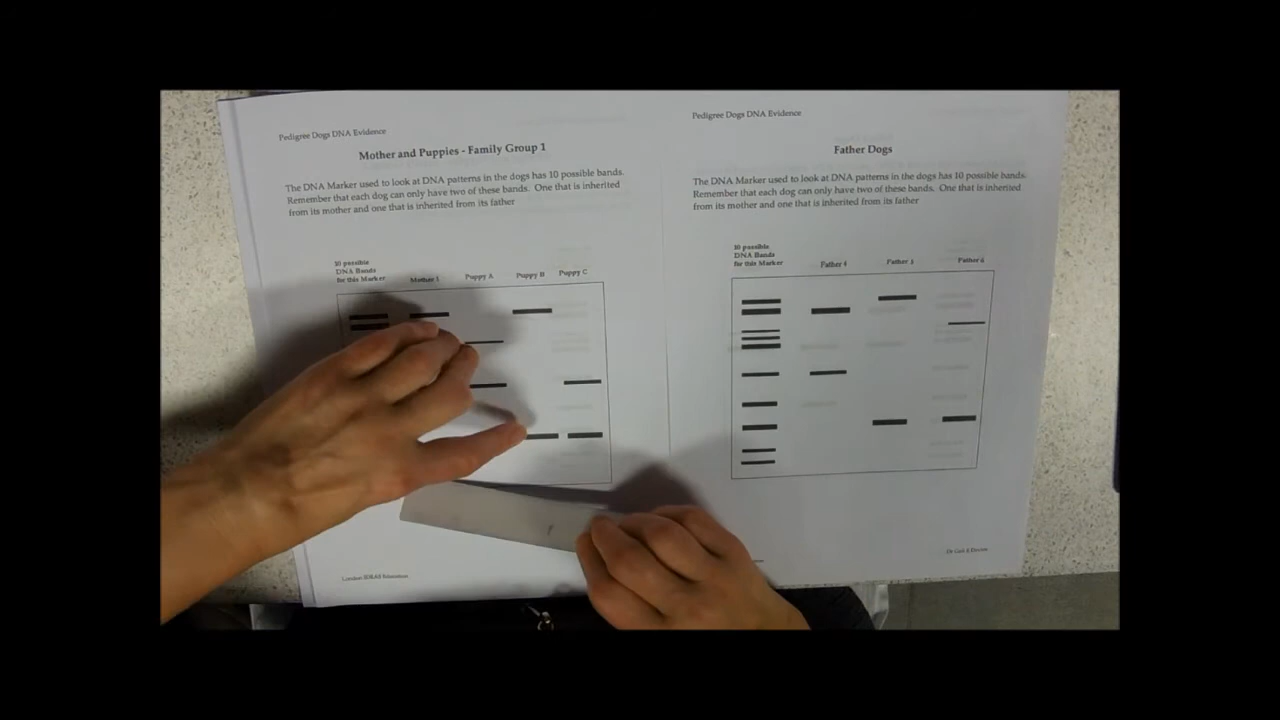 Pedigree Dogs DNA Evidence
Mother and Puppies - Family Group 1
The DNA Marker used to look at DNA patterns in the dogs has 10 possible bands.
Remember that each dog can only have two of these bands. One that is inherited
from its mother and one that is inherited from its father
10 possible
DNA Bands
for this Marker
Mother 1
Puppy A
Puppy B
Puppy C
London IDEAS Education
Pedigree Dogs DNA Evidence
Father Dogs
The DNA Marker used to look at DNA patterns in the dogs has 10 possible bands.
Remember that each dog can only have two of these bands. One that is inherited
from its mother and one that is inherited from its father
10 possible
DNA Bands
for this Marker
Father 4
Father 5
Father 6